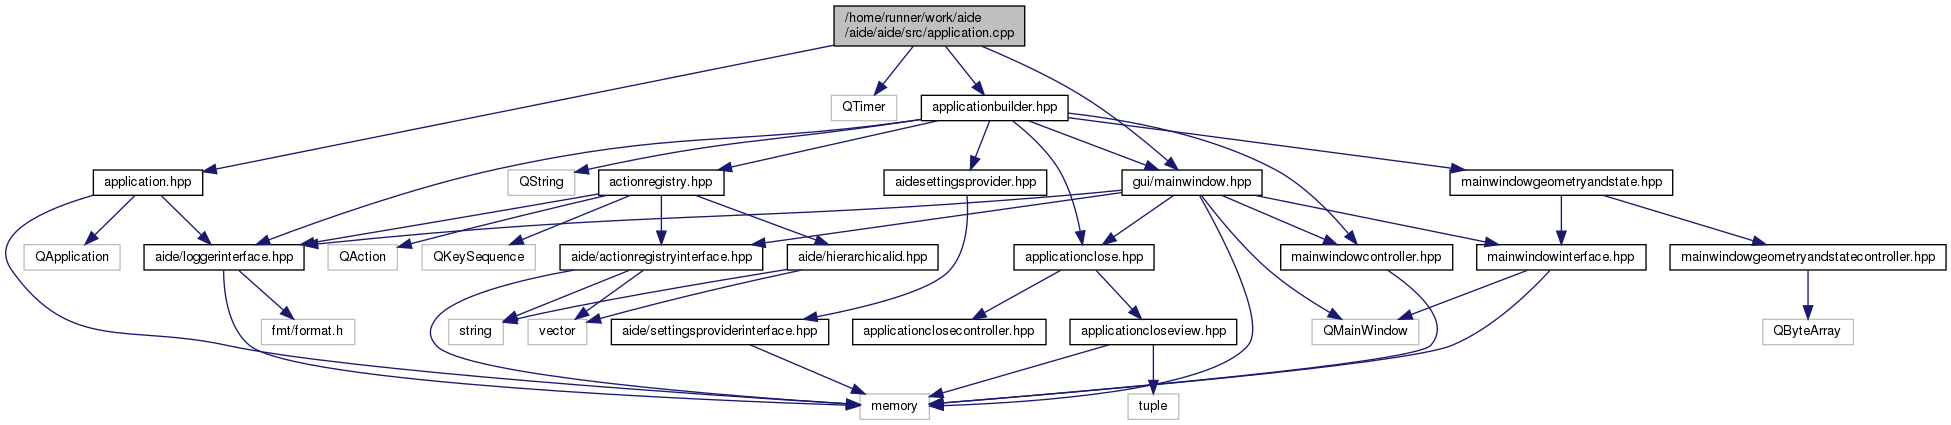 /home/runner/work/aide
/aide/aide/src/application.cpp
QTimer
applicationbuilder.hpp
application.hpp
QString
actionregistry.hpp
aidesettingsprovider.hpp
gui/mainwindow.hpp
mainwindowgeometryandstate.hpp
QApplication
aide/loggerinterface.hpp
QAction
QKeySequence
aide/actionregistryinterface.hpp
aide/hierarchicalid.hpp
applicationclose.hpp
mainwindowcontroller.hpp
mainwindowinterface.hpp
mainwindowgeometryandstatecontroller.hpp
fmt/format.h
string
vector
aide/settingsproviderinterface.hpp
applicationclosecontroller.hpp
applicationcloseview.hpp
QMainWindow
QByteArray
memory
tuple